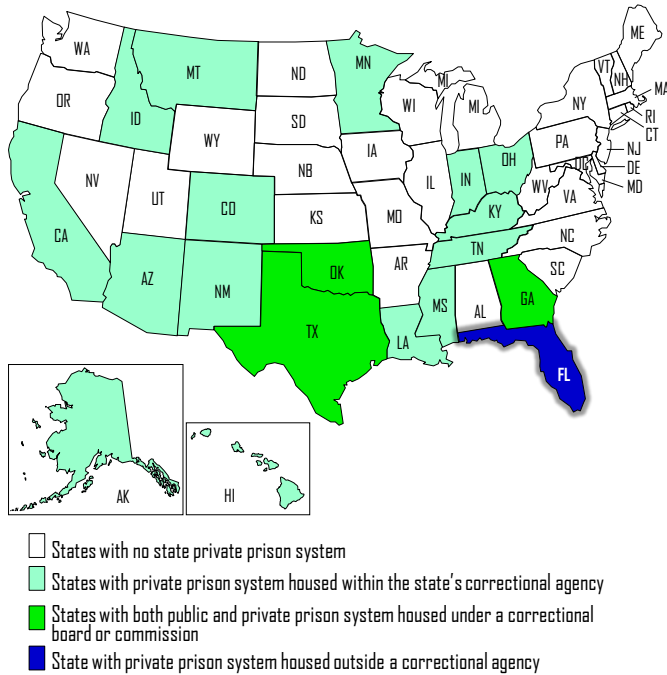 WA
MT
ND
MN
ME
OR
ID
WY
SD
WI
MI
MI
VT
NH
MA
NY
RI
CT
NV
UT
NB
IA
PA
NJ
DE
MD
DC
CA
CO
KS
MO
IL
IN
OH
WV
VA
KY
NC
TN
AZ
NM
OK
AR
SC
TX
LA
MS
AL
GA
FL
AK
HI
States with no state private prison system
States with private prison system housed within the state's correctional agency
States with both public and private prison system housed under a correctional
board or commission
State with private prison system housed outside a correctional agency